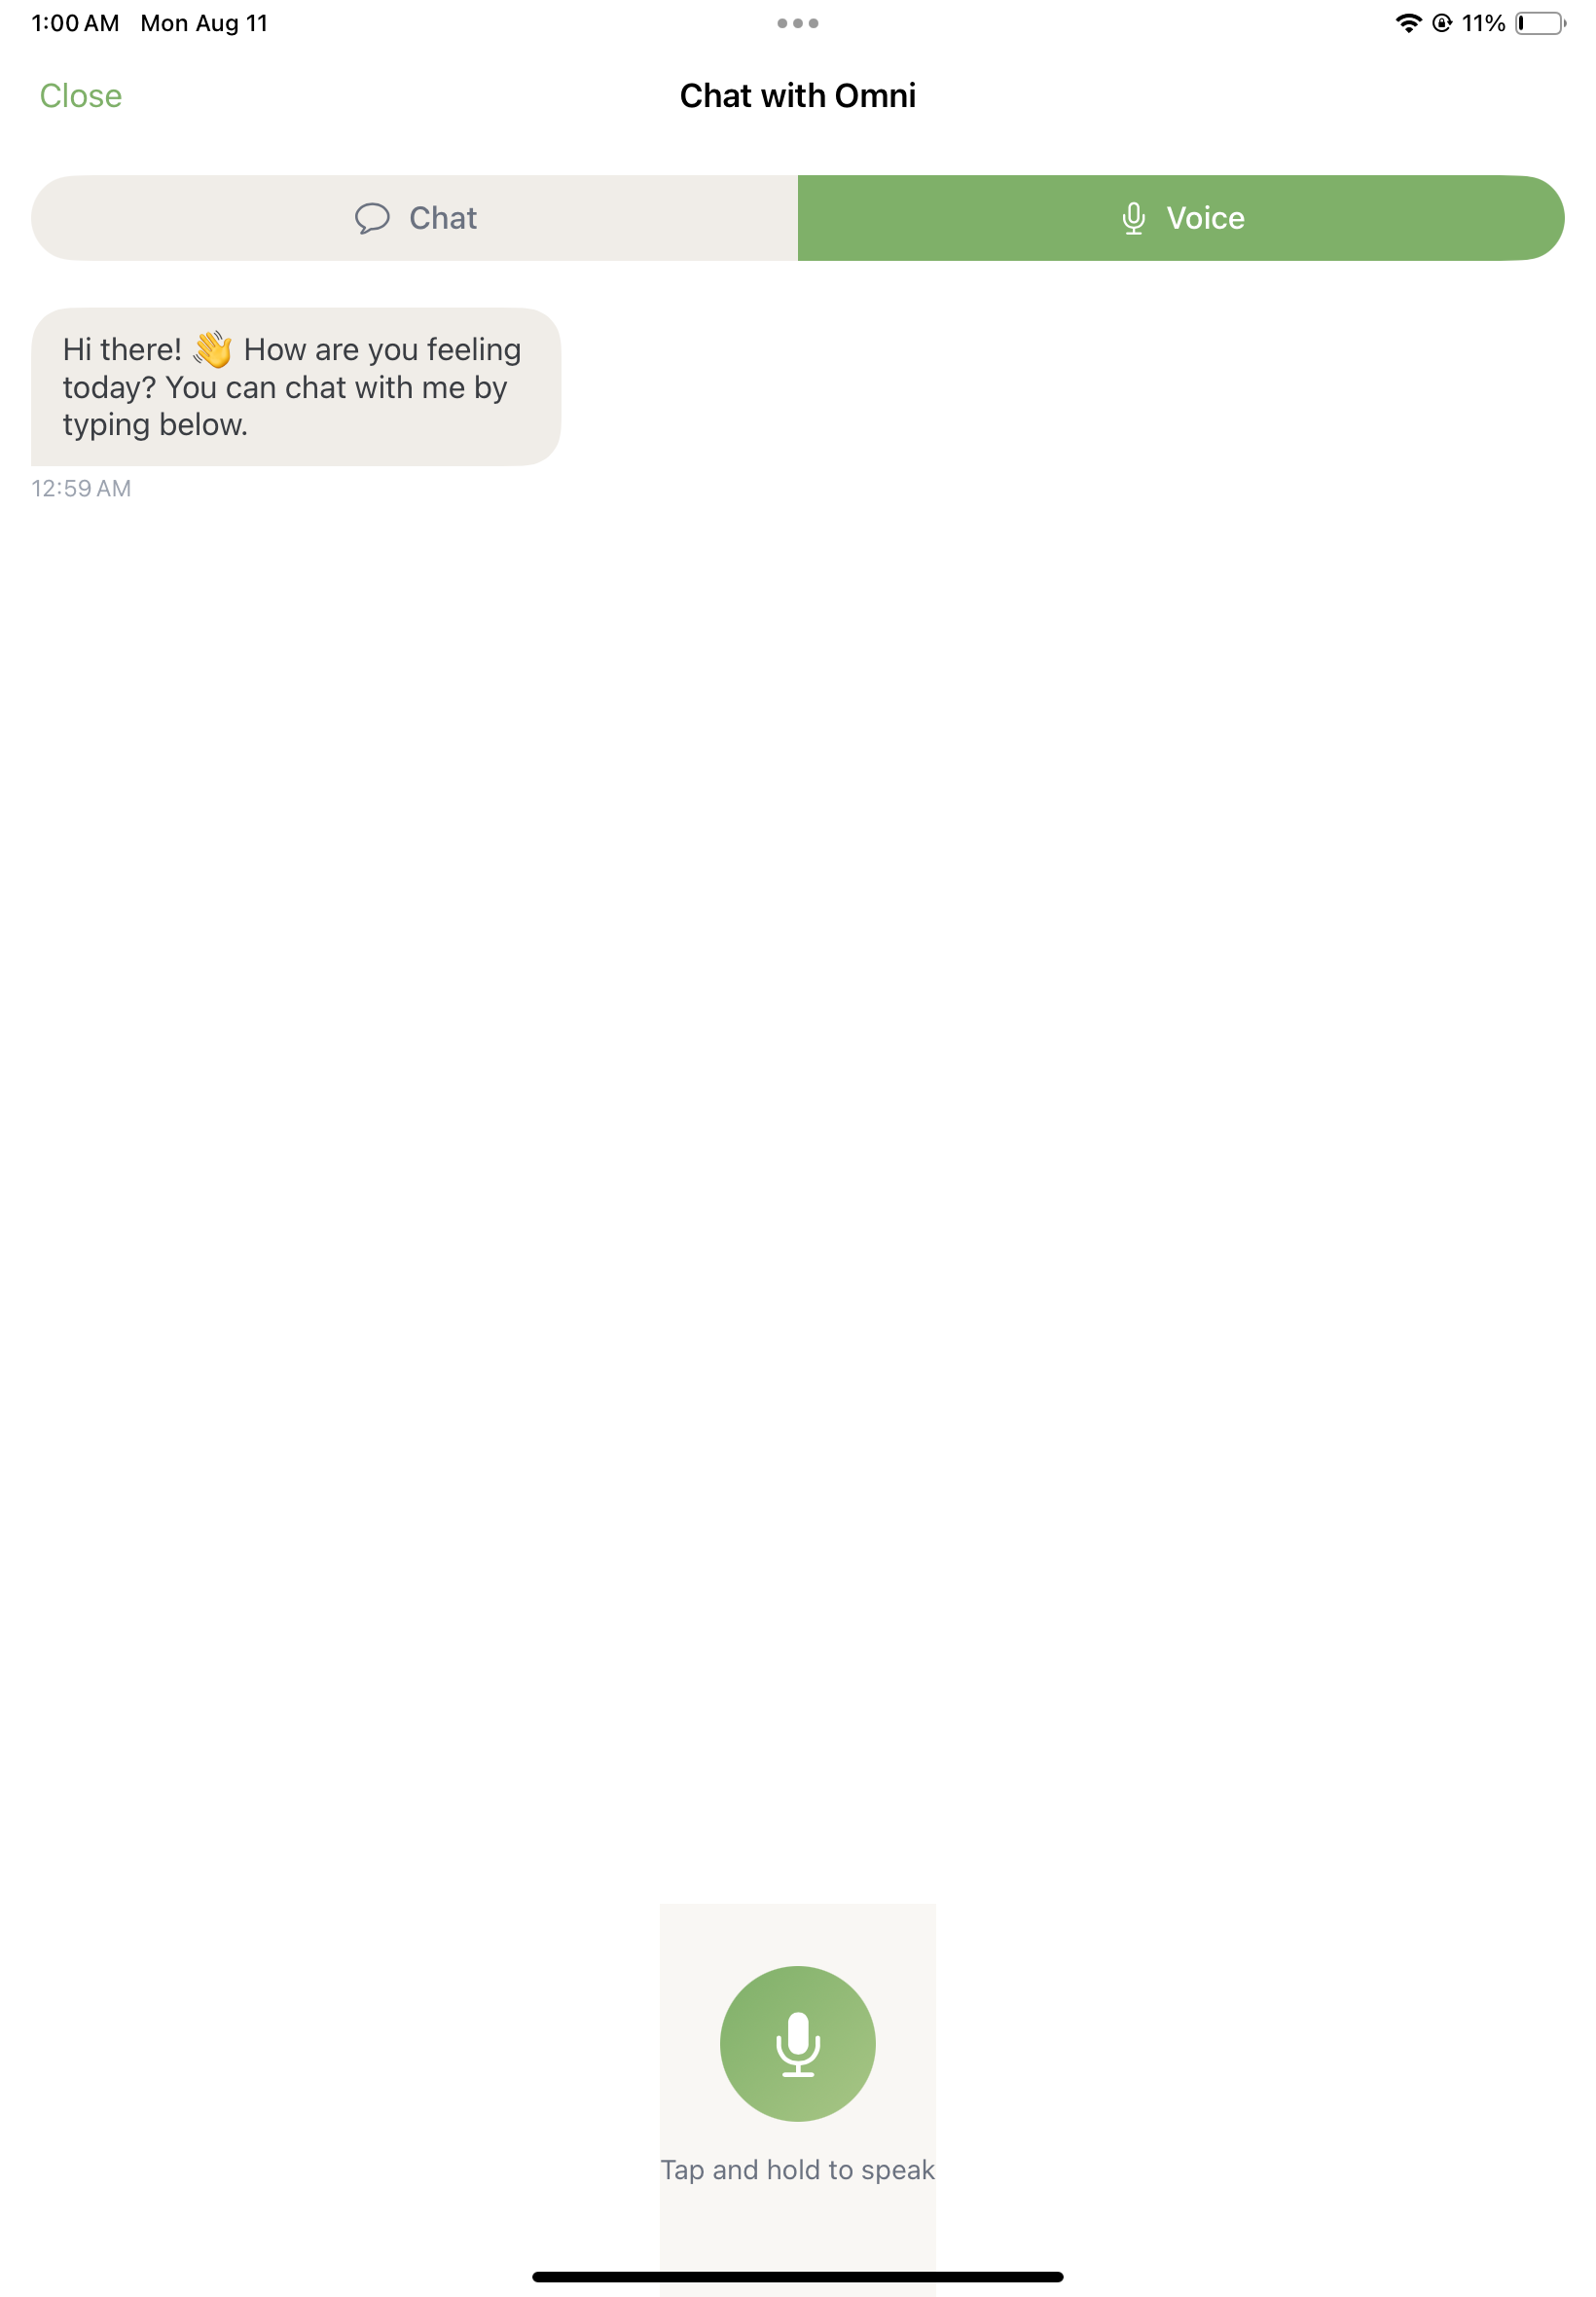 1:00 AM Mon Aug 11
11%
Close
Chat with Omni
Chat
Voice
Hi there! 👋 How are you feeling
today? You can chat with me by
typing below.
12:59 AM
Tap and hold to speak